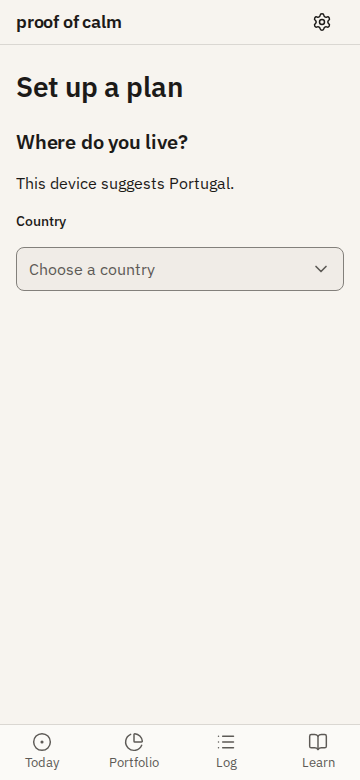 proof of calm
Set up a plan
Where do you live?
This device suggests Portugal.
Country
Choose a country
Today
Portfolio
Log
Learn